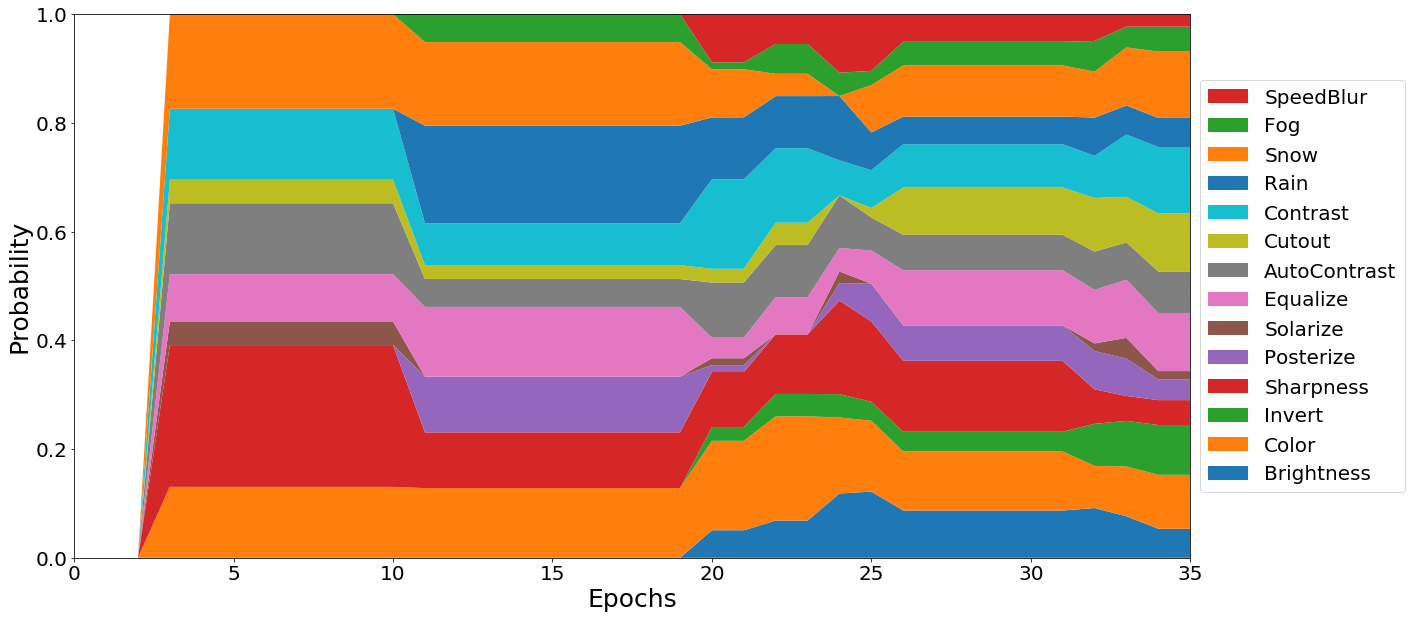 1.0
0.8
0.6
0.4
0.2
0.0
Probability
0 5 10 15 20 25 30 35
Epochs
SpeedBlur
Fog
Snow
Rain
Contrast
Cutout
AutoContrast
Equalize
Solarize
Posterize
Sharpness
Invert
Color
Brightness